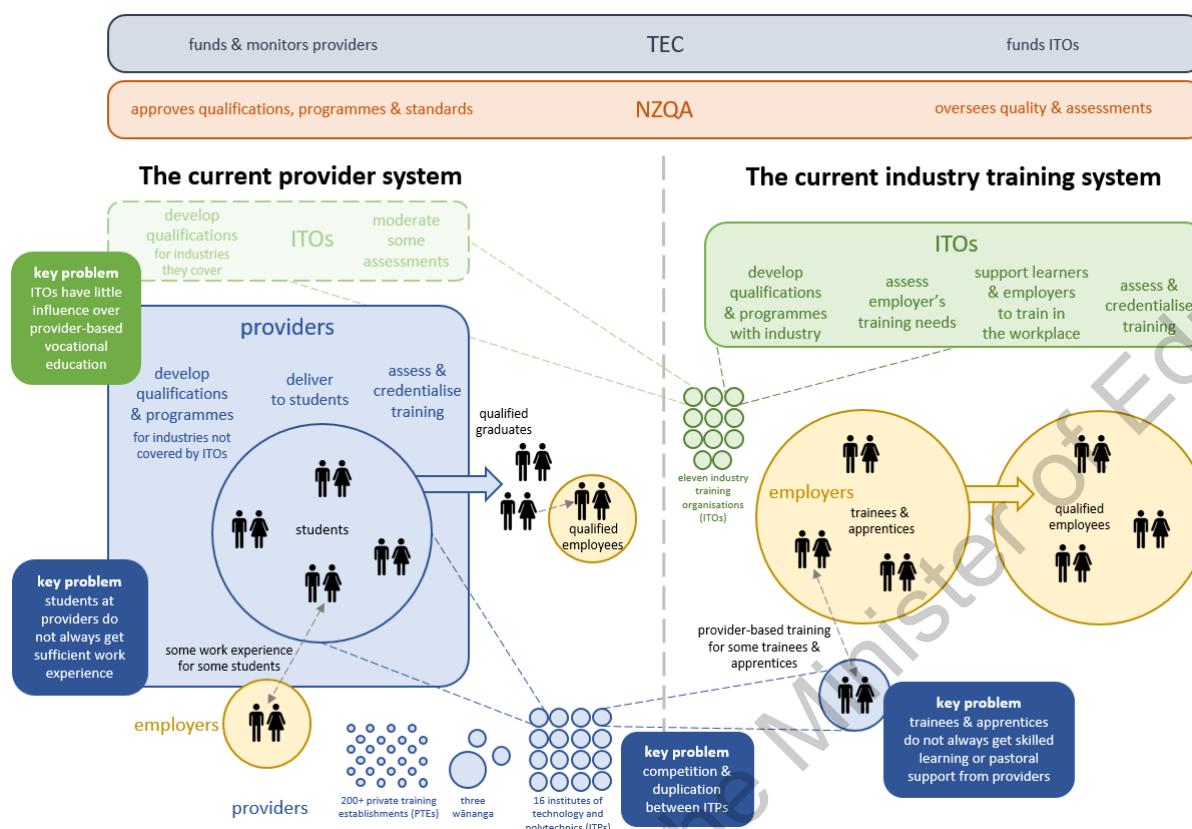 funds & monitors providers
TEC
funds ITOs
approves qualifications, programmes & standards
NZQA
oversees quality & assessments
The current provider system
The current industry training system
develop
qualifications
for industries
they cover
ITOs
moderate
some
assessments
key problem
ITOs have little
influence over
provider-based
vocational
education
providers
develop
qualifications
& programmes
for industries not
covered by ITOs
deliver
to students
assess &
credentialise
training
students
qualified
graduates
qualified
employees
key problem
students at
providers do
not always get
sufficient work
experience
some work experience
for some students
employers
providers
200+ private training
establishments (PTEs)
three
wānanga
16 institutes of
technology and
polytechnics (ITPs)
key problem
competition &
duplication
between ITPs
ITOs
develop
qualifications
& programmes
with industry
assess
employer's
training needs
support learners
& employers
to train in
the workplace
assess &
credentialise
training
eleven industry
training
organisations
(ITOs)
employers
trainees &
apprentices
qualified
employees
provider-based training
for some trainees &
apprentices
key problem
trainees & apprentices
do not always get skilled
learning or pastoral
support from providers
the Minister of Edu